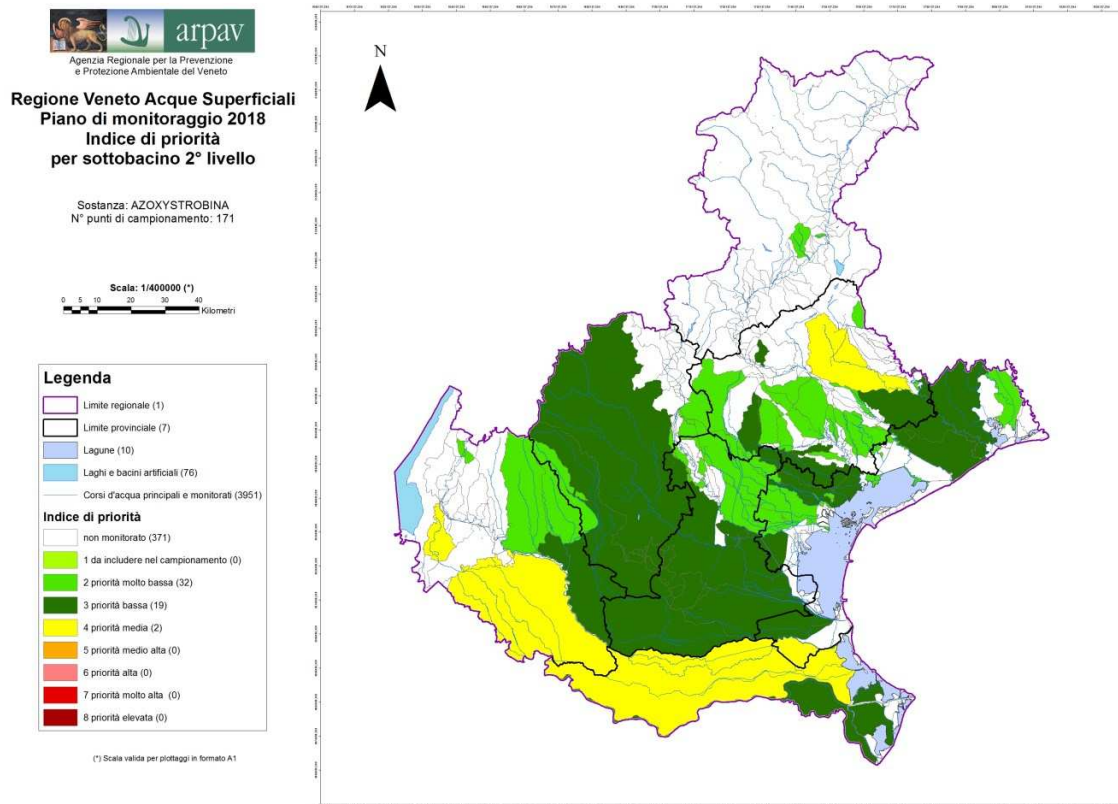 arpav
Agenzia Regionale per la Prevenzione
e Protezione Ambientale del Veneto
Regione Veneto Acque Superficiali
Piano di monitoraggio 2018
Indice di priorità
per sottobacino 2° livello
Sostanza: AZOXYSTROBINA
N° punti di campionamento: 171
Scala: 1/400000 (*)
0 5 10 20 30 40
Kilometri
Legenda
Limite regionale (1)
Limite provinciale (7)
Lagune (10)
Laghi e bacini artificiali (76)
Corsi d'acqua principali e monitorati (3951)
Indice di priorità
non monitorato (371)
1 da includere nel campionamento (0)
2 priorità molto bassa (32)
3 priorità bassa (19)
4 priorità media (2)
5 priorità medio alta (0)
6 priorità alta (0)
7 priorità molto alta (0)
8 priorità elevata (0)
(*) Scala valida per plottaggi in formato A1
N